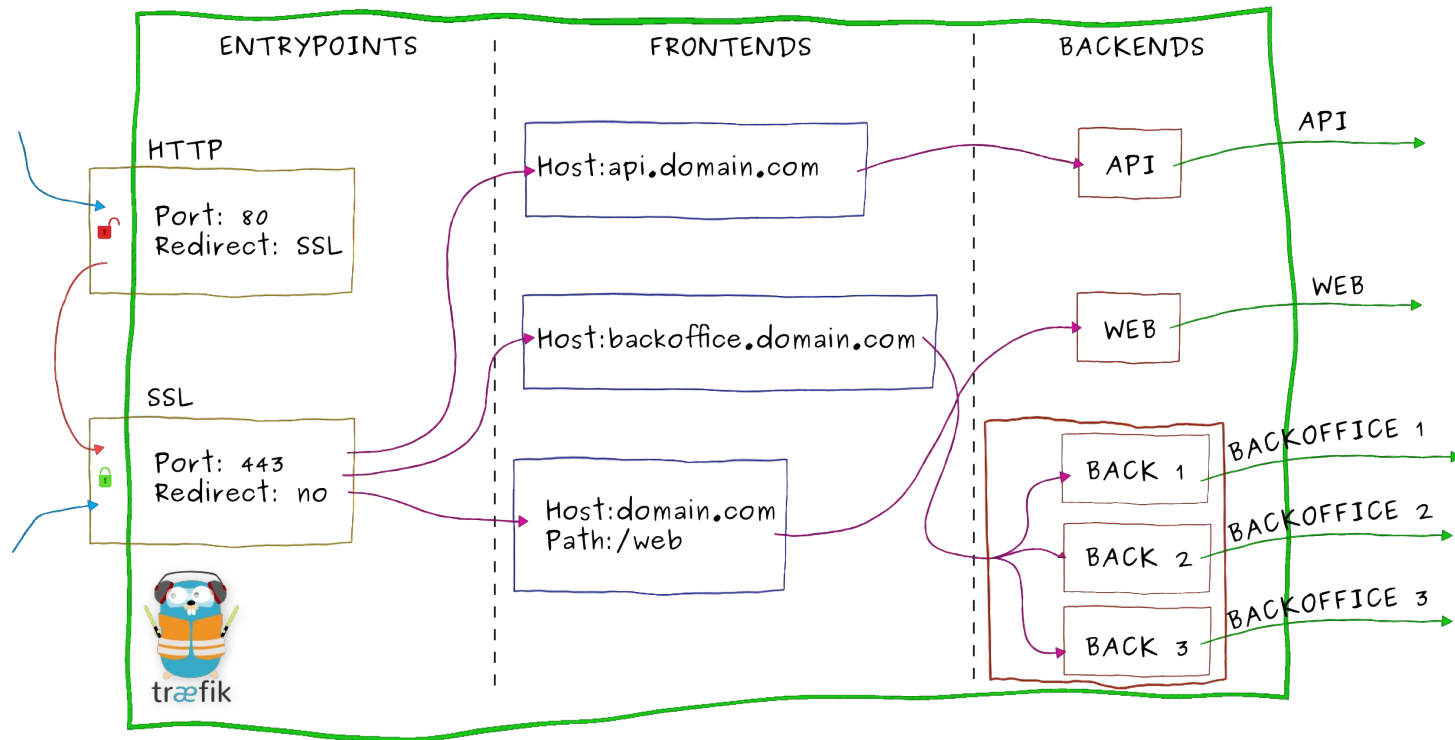 ENTRYPOINTS
FRONTENDS
BACKENDS
HTTP
Port: 80
Redirect: SSL
SSL
Port: 443
Redirect: no
Host:api.domain.com
Host:backoffice.domain.com
Host:domain.com
Path:/web
API
WEB
BACK 1
BACK 2
BACK 3
API
WEB
BACKOFFICE 1
BACKOFFICE 2
BACKOFFICE 3
træfik